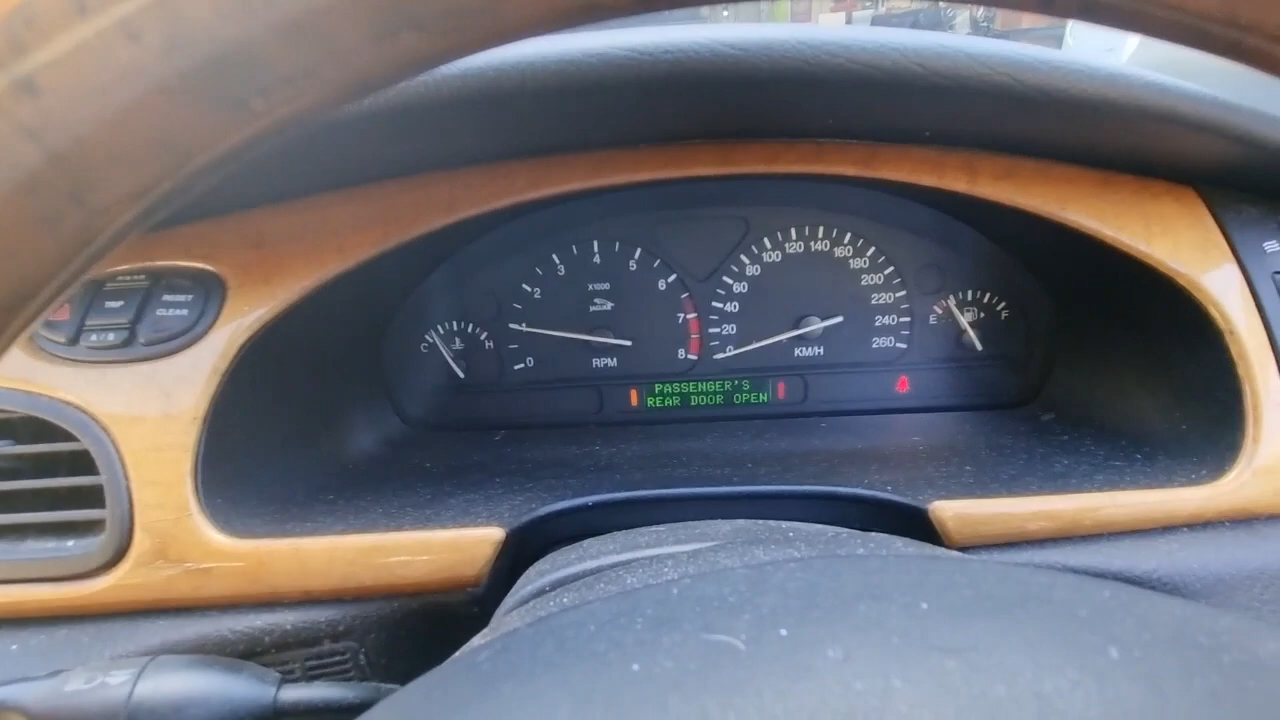 TRIP
RESET
CLEAR
A / B
C
H
0
1
2
3
4
5
6
7
8
X1000
JAGUAR
RPM
0
20
40
60
80
100
120
140
160
180
200
220
240
260
KM/H
E
F
PASSENGER'S
REAR DOOR OPEN